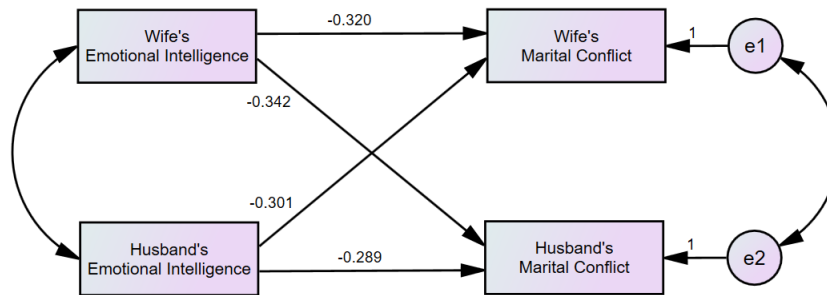 -0.320
Wife's
Emotional Intelligence
Wife's
Marital Conflict
1
e1
-0.342
-0.301
Husband's
Emotional Intelligence
-0.289
Husband's
Marital Conflict
1
e2